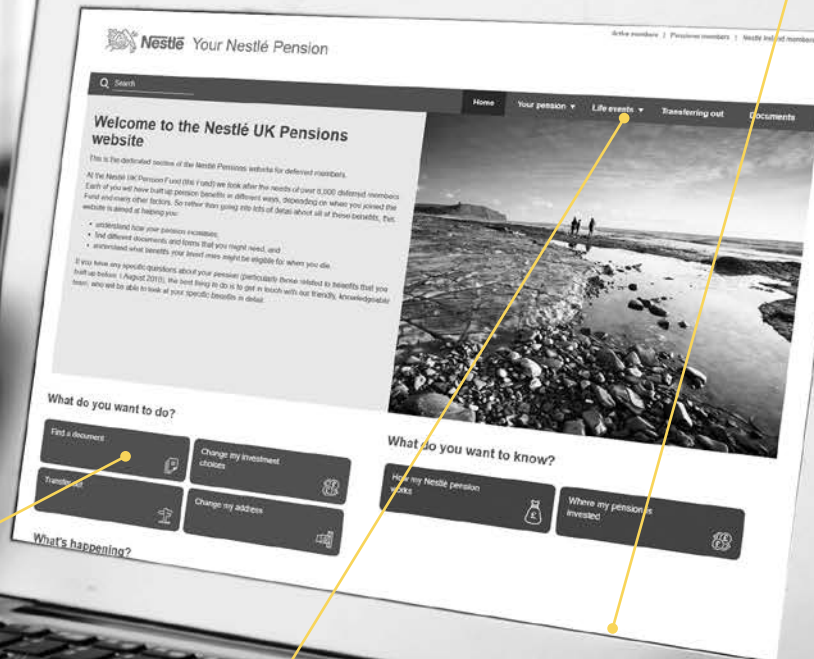 Active members | Pensioner members | Nestlé Ireland members
Nestlé Your Nestlé Pension
Search
Home Your pension Life events Transferring out Documents
Welcome to the Nestlé UK Pensions
website
This is the dedicated section of the Nestlé Pensions website for deferred members.
At the Nestlé UK Pension Fund (the Fund) we look after the needs of over 8,000 deferred members
Each of you will have built up pension benefits in different ways, depending on when you joined the
Fund and many other factors. So rather than going into lots of detail about all of these benefits, this
website is aimed at helping you:
• understand how your pension increases,
• find different documents and forms that you might need, and
• understand what benefits your loved ones might be eligible for when you die.
If you have any specific questions about your pension (particularly those related to benefits that you
built up before 1 August 2010), the best thing to do is to get in touch with our friendly, knowledgeable
team, who will be able to look at your specific benefits in detail.
What do you want to do?
Find a document
Change my investment
choices
Transfer out
Change my address
What do you want to know?
How my Nestlé pension
works
Where my pension is
invested
What's happening?